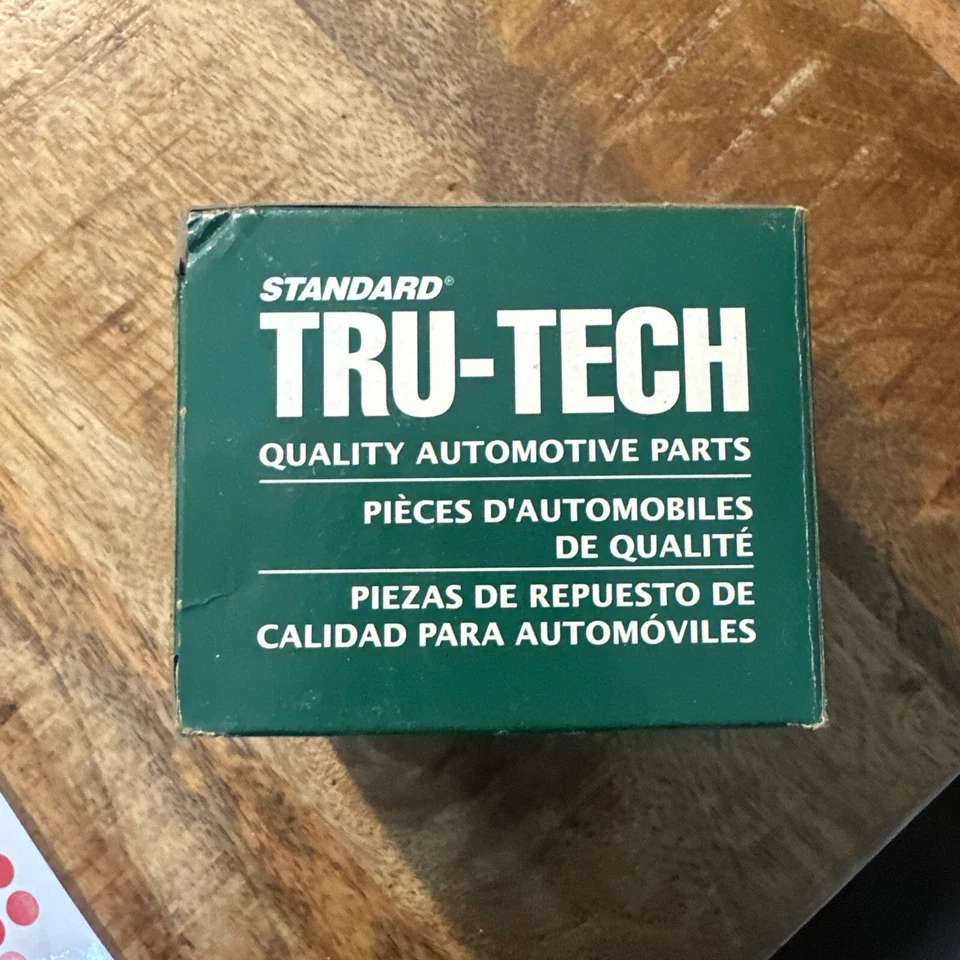 STANDARD®
TRU-TECH
QUALITY AUTOMOTIVE PARTS
PIÈCES D'AUTOMOBILES
DE QUALITÉ
PIEZAS DE REPUESTO DE
CALIDAD PARA AUTOMÓVILES